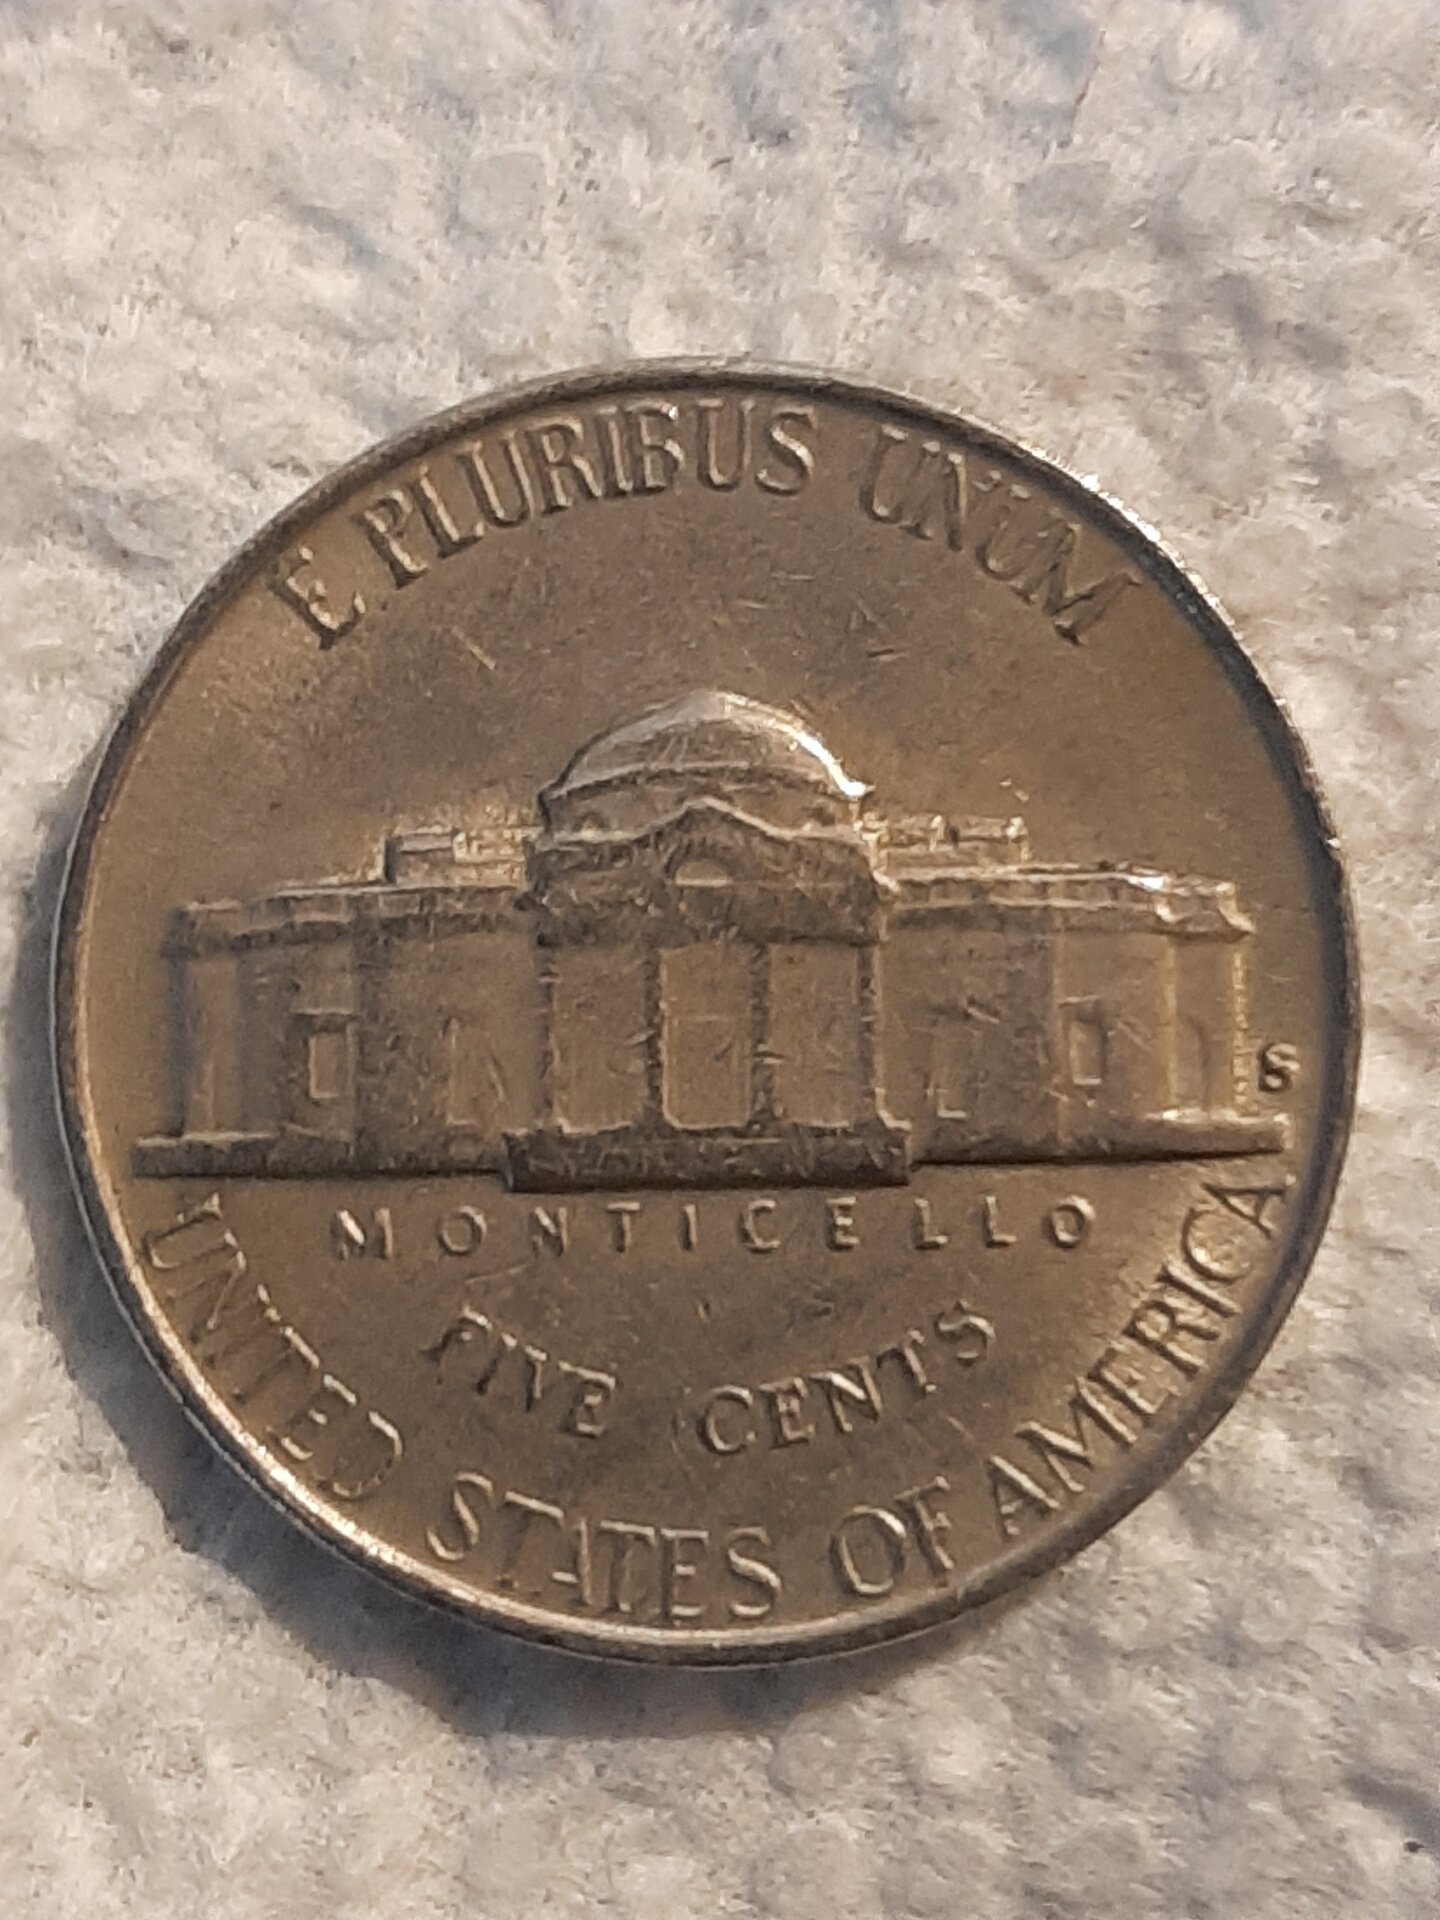 E PLURIBUS UNUM
S
MONTICELLO
FIVE CENTS
UNITED STATES OF AMERICA